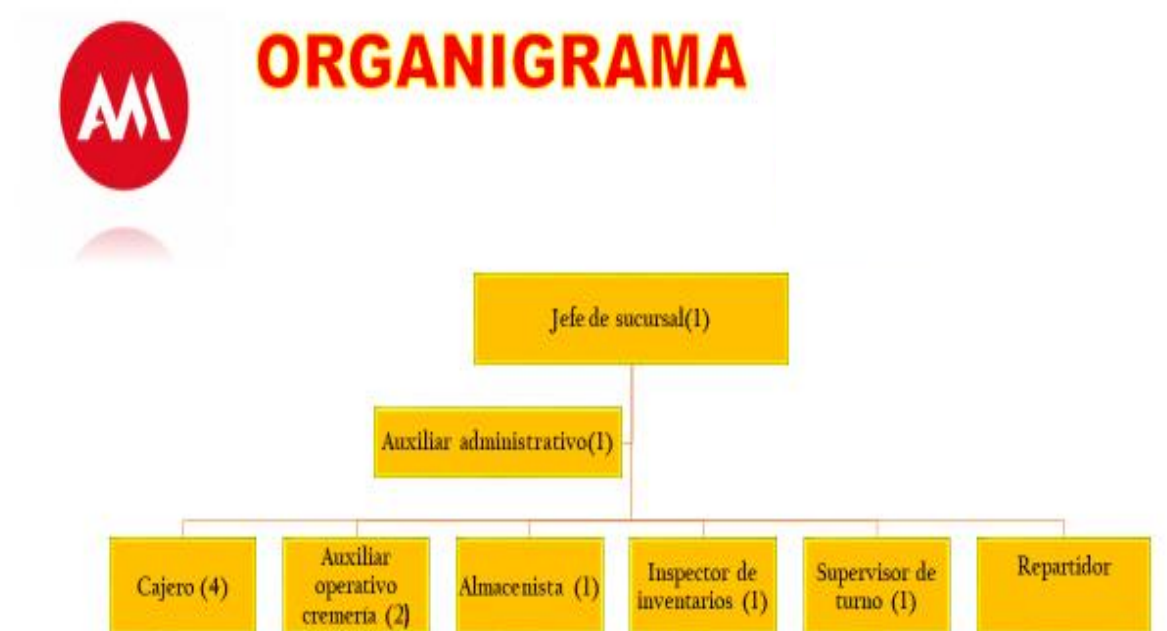 AM
ORGANIGRAMA
Jefe de sucursal(1)
Auxiliar administrativo(1)
Cajero (4)
Auxiliar
operativo
cremería (2)
Almacenista (1)
Inspector de
inventarios (1)
Supervisor de
turno (1)
Repartidor